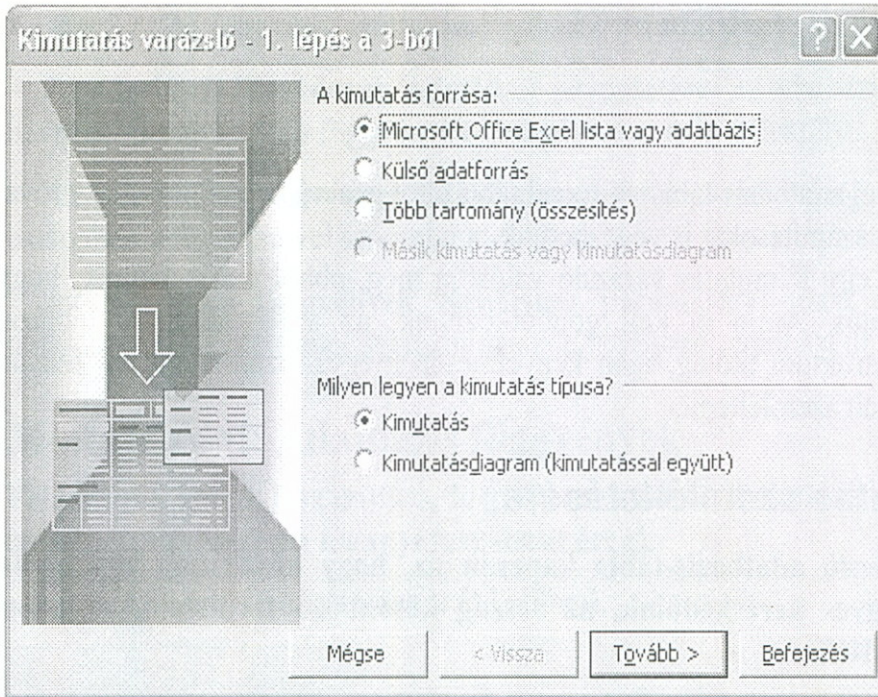 Kimutatás varázsló - 1. lépés a 3-ból
A kimutatás forrása:
Microsoft Office Excel lista vagy adatbázis
Külső adatforrás
Több tartomány (összesítés)
Másik kimutatás vagy kimutatásdiagram
Milyen legyen a kimutatás típusa?
Kimutatás
Kimutatásdiagram (kimutatással együtt)
Mégse < Vissza Tovább > Befejezés